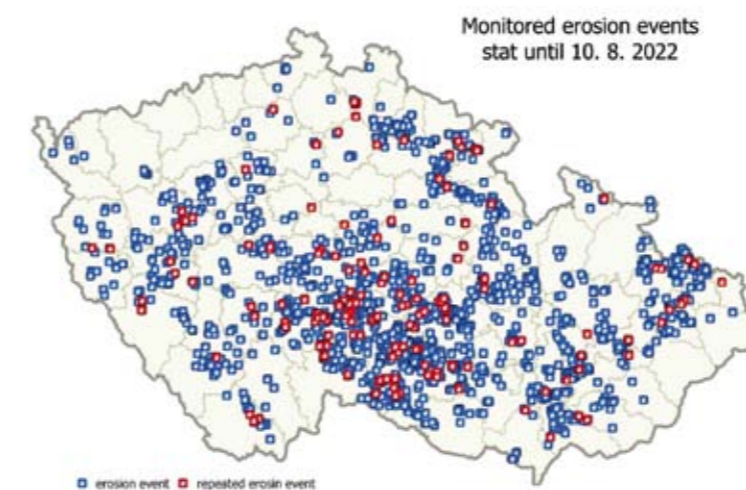 Monitored erosion events
stat until 10. 8. 2022
erosion event repeated erosin event